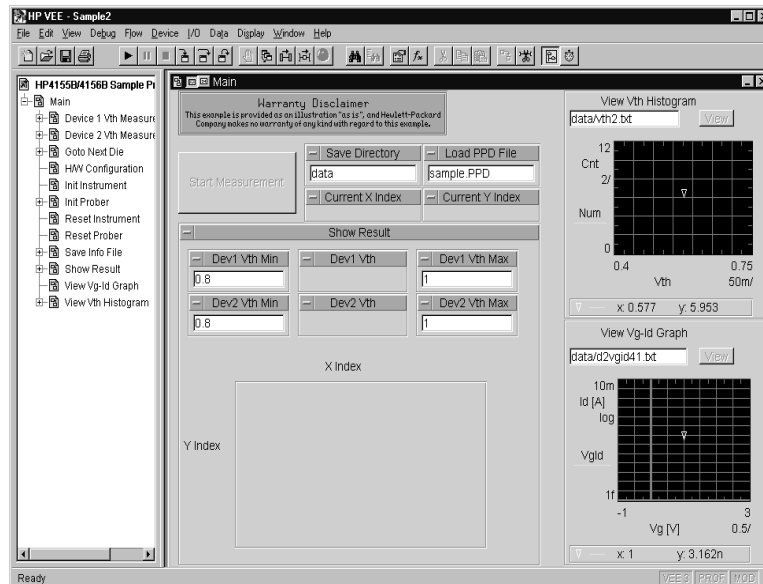 HP VEE - Sample2
File Edit View Debug Flow Device I/O Data Display Window Help
HP4155B/4156B Sample
Main
Device 1 Vth Measure
Device 2 Vth Measure
Goto Next Die
H/W Configuration
Init Instrument
Init Prober
Reset Instrument
Reset Prober
Save Info File
Show Result
View Vg-Id Graph
View Vth Histogram
Main
Warranty Disclaimer
This example is provided as an illustration "as is", and Hewlett-Packard
Company makes no warranty of any kind with regard to this example.
Start Measurement
Save Directory
Load PPD File
data
sample.PPD
Current X Index
Current Y Index
Show Result
Dev1 Vth Min
Dev1 Vth
Dev1 Vth Max
0.8
1
Dev2 Vth Min
Dev2 Vth
Dev2 Vth Max
0.8
1
X Index
Y Index
View Vth Histogram
data/vth2.txt
View
12
Cnt
2/
Num
0
0.4
0.75
Vth
50m/
x: 0.577 y: 5.953
View Vg-Id Graph
data/d2vgid41.txt
View
10m
Id [A]
log
VgId
1f
-1
3
Vg [V]
0.5/
x: 1 y: 3.162n
Ready
VEE3 PROF MOD